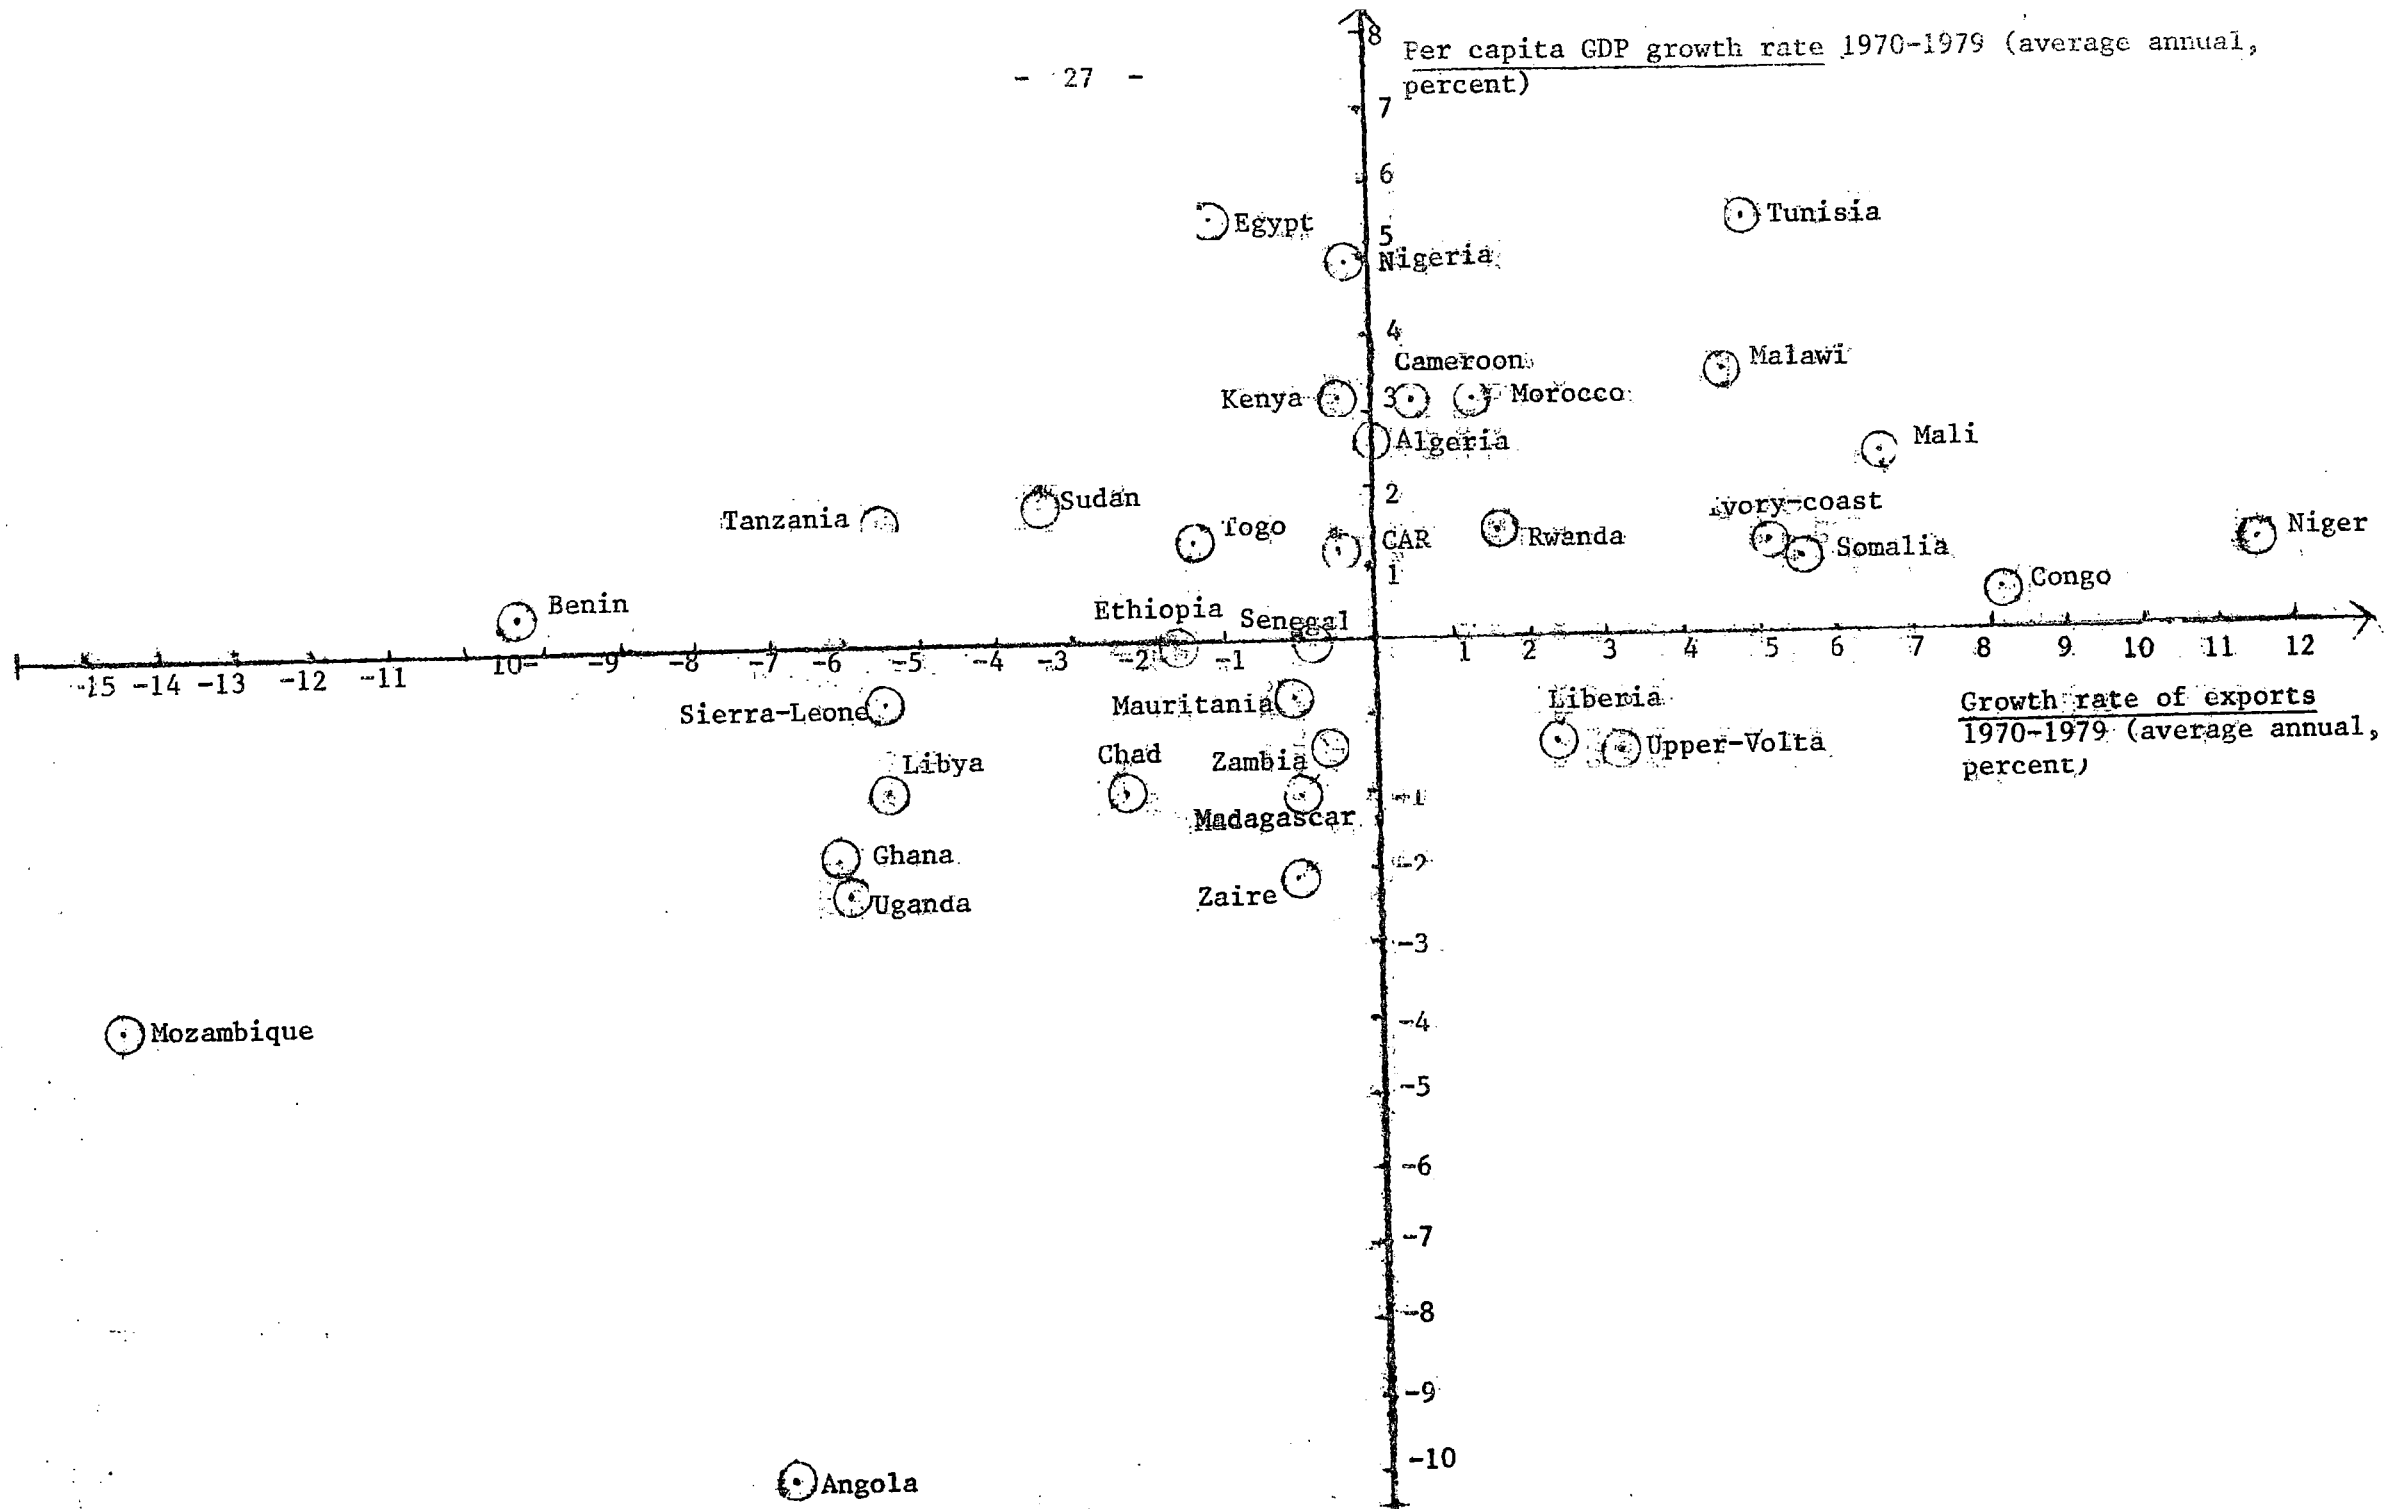 - 27 -
8
Per capita GDP growth rate 1970-1979 (average annual,
percent)
7
6
Egypt
Tunisia
5
Nigeria
4
Cameroon
Malawi
Kenya
3
Morocco
Algeria
Mali
2
Sudan
Ivory-coast
Tanzania
Togo
CAR
Rwanda
Somalia
Niger
1
Congo
Benin
Ethiopia
Senegal
-15 -14 -13 -12 -11 10- -9 -8 -7 -6 -5 -4 -3 -2 -1 1 2 3 4 5 6 7 8 9 10 11 12
Sierra-Leone
Mauritania
Liberia
Growth rate of exports
1970-1979 (average annual,
percent)
Upper-Volta
Libya
Chad
Zambia
-1
Madagascar
Ghana
-2
Uganda
Zaire
-3
-4
Mozambique
-5
-6
-7
-8
-9
-10
Angola